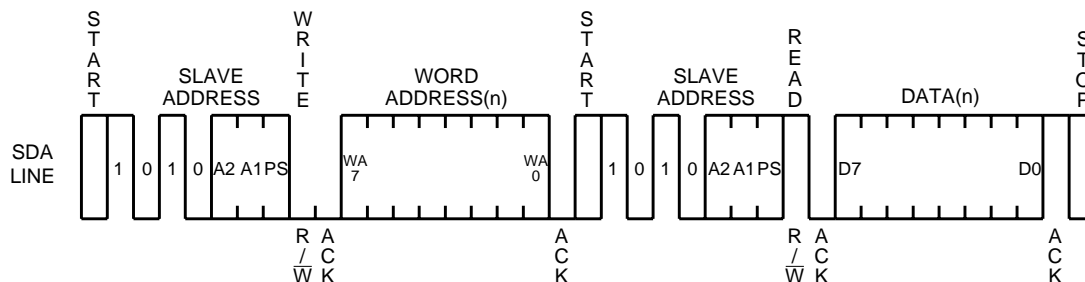 START
WRITE
START
READ
STOP
SLAVE
ADDRESS
WORD
ADDRESS(n)
SLAVE
ADDRESS
DATA(n)
SDA
LINE
1 0 1 0 A2 A1 PS
WA
7
WA
0
1 0 1 0 A2 A1 PS
D7
D0
R/W̅
ACK
ACK
R/W̅
ACK
ACK